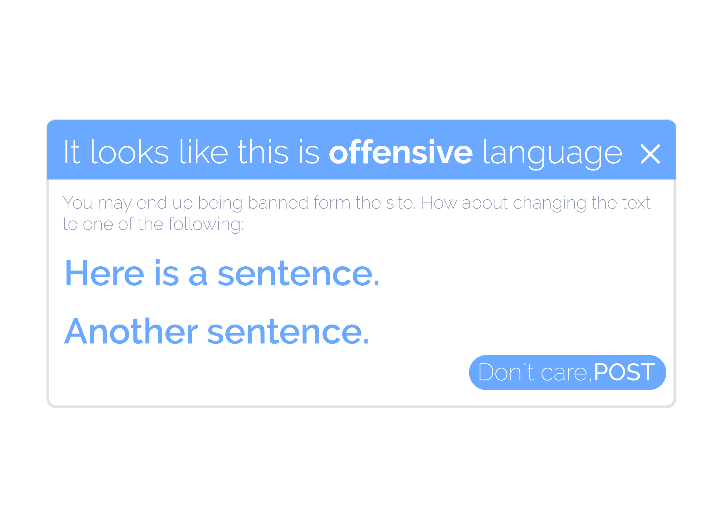 It looks like this is offensive language ×
You may end up being banned form the site. How about changing the text
to one of the following:
Here is a sentence.
Another sentence.
Don`t care,POST